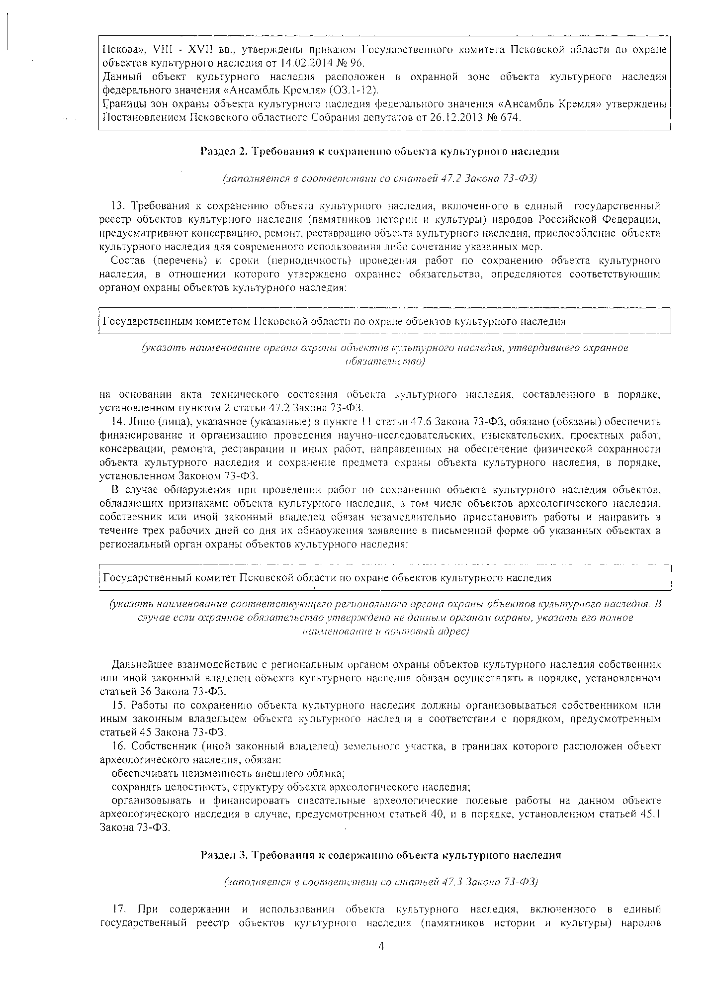 Пскова», VIII - XVII вв., утверждены приказом Государственного комитета Псковской области по охране
объектов культурного наследия от 14.02.2014 № 96.
Данный объект культурного наследия расположен в охранной зоне объекта культурного наследия
федерального значения «Ансамбль Кремля» (ОЗ.1-12).
Границы зон охраны объекта культурного наследия федерального значения «Ансамбль Кремля» утверждены
Постановлением Псковского областного Собрания депутатов от 26.12.2013 № 674.
Раздел 2. Требования к сохранению объекта культурного наследия
(заполняется в соответствии со статьей 47.2 Закона 73-ФЗ)
13. Требования к сохранению объекта культурного наследия, включенного в единый государственный
реестр объектов культурного наследия (памятников истории и культуры) народов Российской Федерации,
предусматривают консервацию, ремонт, реставрацию объекта культурного наследия, приспособление объекта
культурного наследия для современного использования либо сочетание указанных мер.
Состав (перечень) и сроки (периодичность) проведения работ по сохранению объекта культурного
наследия, в отношении которого утверждено охранное обязательство, определяются соответствующим
органом охраны объектов культурного наследия:
Государственным комитетом Псковской области по охране объектов культурного наследия
(указать наименование органа охраны объектов культурного наследия, утвердившего охранное
обязательство)
на основании акта технического состояния объекта культурного наследия, составленного в порядке,
установленном пунктом 2 статьи 47.2 Закона 73-ФЗ.
14. Лицо (лица), указанное (указанные) в пункте 11 статьи 47.6 Закона 73-ФЗ, обязано (обязаны) обеспечить
финансирование и организацию проведения научно-исследовательских, изыскательских, проектных работ,
консервации, ремонта, реставрации и иных работ, направленных на обеспечение физической сохранности
объекта культурного наследия и сохранение предмета охраны объекта культурного наследия, в порядке,
установленном Законом 73-ФЗ.
В случае обнаружения при проведении работ по сохранению объекта культурного наследия объектов,
обладающих признаками объекта культурного наследия, в том числе объектов археологического наследия,
собственник или иной законный владелец обязан незамедлительно приостановить работы и направить в
течение трех рабочих дней со дня их обнаружения заявление в письменной форме об указанных объектах в
региональный орган охраны объектов культурного наследия:
Государственный комитет Псковской области по охране объектов культурного наследия
(указать наименование соответствующего регионального органа охраны объектов культурного наследия. В
случае если охранное обязательство утверждено не данным органом охраны, указать его полное
наименование и почтовый адрес)
Дальнейшее взаимодействие с региональным органом охраны объектов культурного наследия собственник
или иной законный владелец объекта культурного наследия обязан осуществлять в порядке, установленном
статьей 36 Закона 73-ФЗ.
15. Работы по сохранению объекта культурного наследия должны организовываться собственником или
иным законным владельцем объекта культурного наследия в соответствии с порядком, предусмотренным
статьей 45 Закона 73-ФЗ.
16. Собственник (иной законный владелец) земельного участка, в границах которого расположен объект
археологического наследия, обязан:
обеспечивать неизменность внешнего облика;
сохранять целостность, структуру объекта археологического наследия;
организовывать и финансировать спасательные археологические полевые работы на данном объекте
археологического наследия в случае, предусмотренном статьей 40, и в порядке, установленном статьей 45.1
Закона 73-ФЗ.
Раздел 3. Требования к содержанию объекта культурного наследия
(заполняется в соответствии со статьей 47.3 Закона 73-ФЗ)
17. При содержании и использовании объекта культурного наследия, включенного в единый
государственный реестр объектов культурного наследия (памятников истории и культуры) народов
4